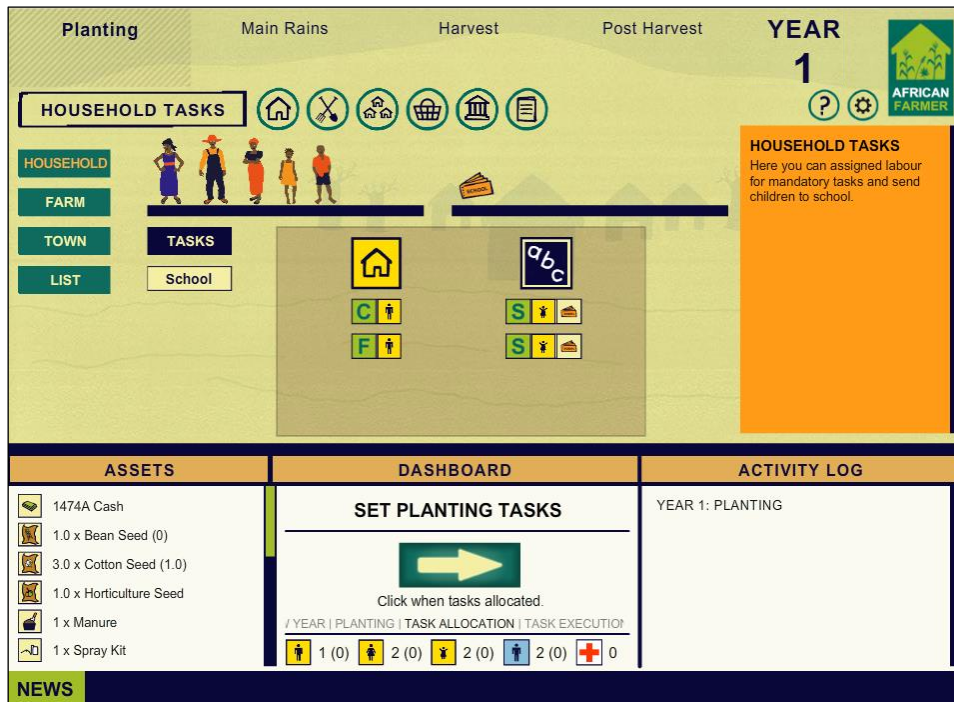 Planting
Main Rains
Harvest
Post Harvest
YEAR
1
AFRICAN
FARMER
HOUSEHOLD TASKS
?
HOUSEHOLD
FARM
TOWN
LIST
SCHOOL
TASKS
School
abc
C
F
S
S
HOUSEHOLD TASKS
Here you can assigned labour
for mandatory tasks and send
children to school.
ASSETS
1474A Cash
1.0 x Bean Seed (0)
3.0 x Cotton Seed (1.0)
1.0 x Horticulture Seed
1 x Manure
1 x Spray Kit
DASHBOARD
SET PLANTING TASKS
Click when tasks allocated.
YEAR | PLANTING | TASK ALLOCATION | TASK EXECUTION
1 (0) 2 (0) 2 (0) 2 (0) 0
ACTIVITY LOG
YEAR 1: PLANTING
NEWS